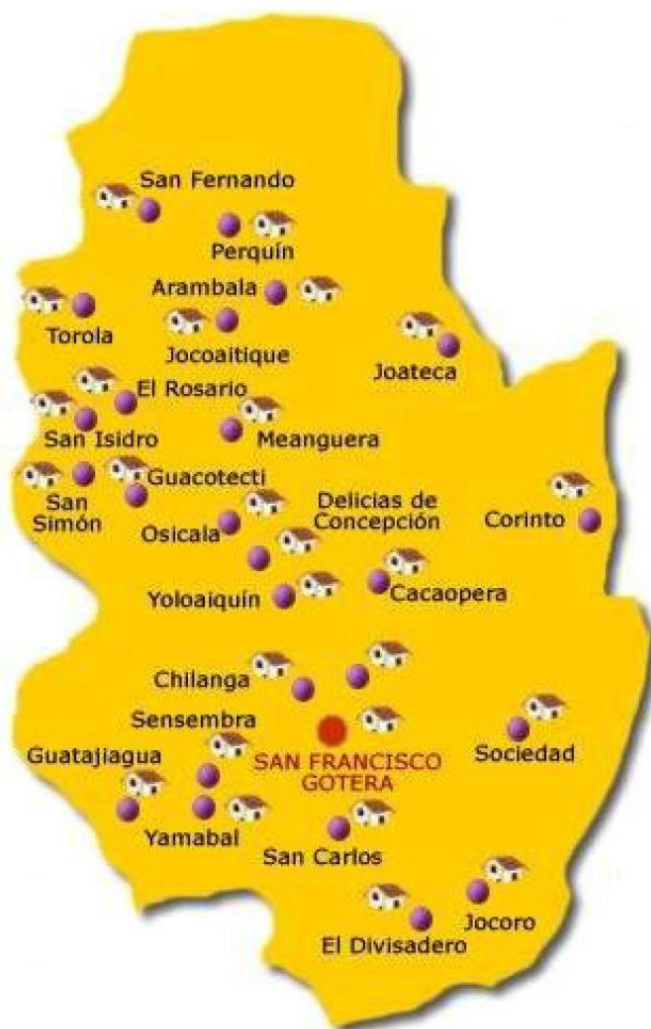 San Fernando
Perquín
Arambala
Torola
Jocoaitique
Joateca
El Rosario
San Isidro
Meanguera
Guacotecti
San
Simón
Osicala
Delicias de
Concepción
Corinto
Yoloaiquín
Cacaopera
Chilanga
Sensembra
Guatajiagua
SAN FRANCISCO
GOTERA
Sociedad
Yamabal
San Carlos
Jocoro
El Divisadero